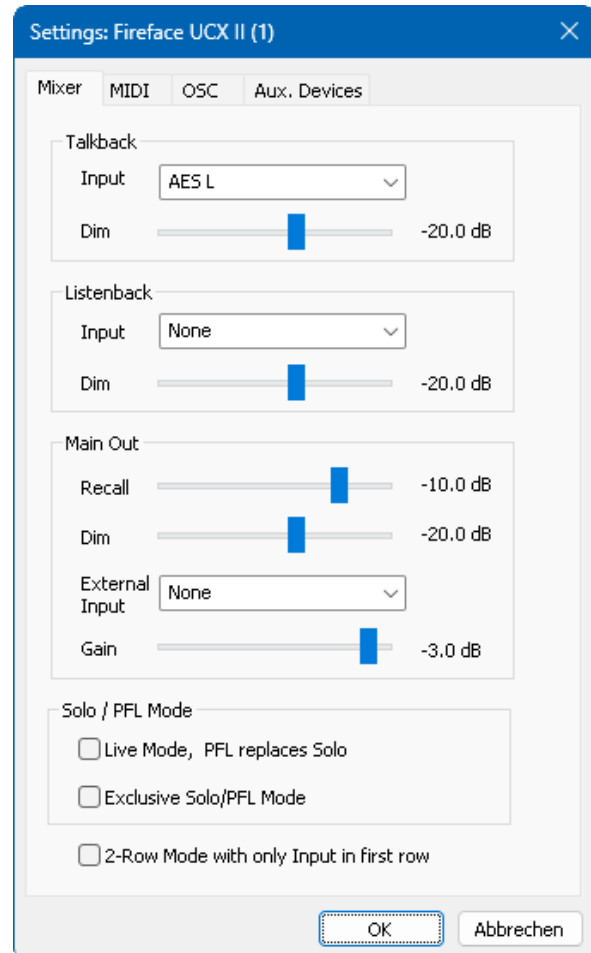 Settings: Fireface UCX II (1)
Mixer MIDI OSC Aux. Devices
Talkback
Input AES L
Dim -20.0 dB
Listenback
Input None
Dim -20.0 dB
Main Out
Recall -10.0 dB
Dim -20.0 dB
External
Input None
Gain -3.0 dB
Solo / PFL Mode
Live Mode, PFL replaces Solo
Exclusive Solo/PFL Mode
2-Row Mode with only Input in first row
OK Abbrechen